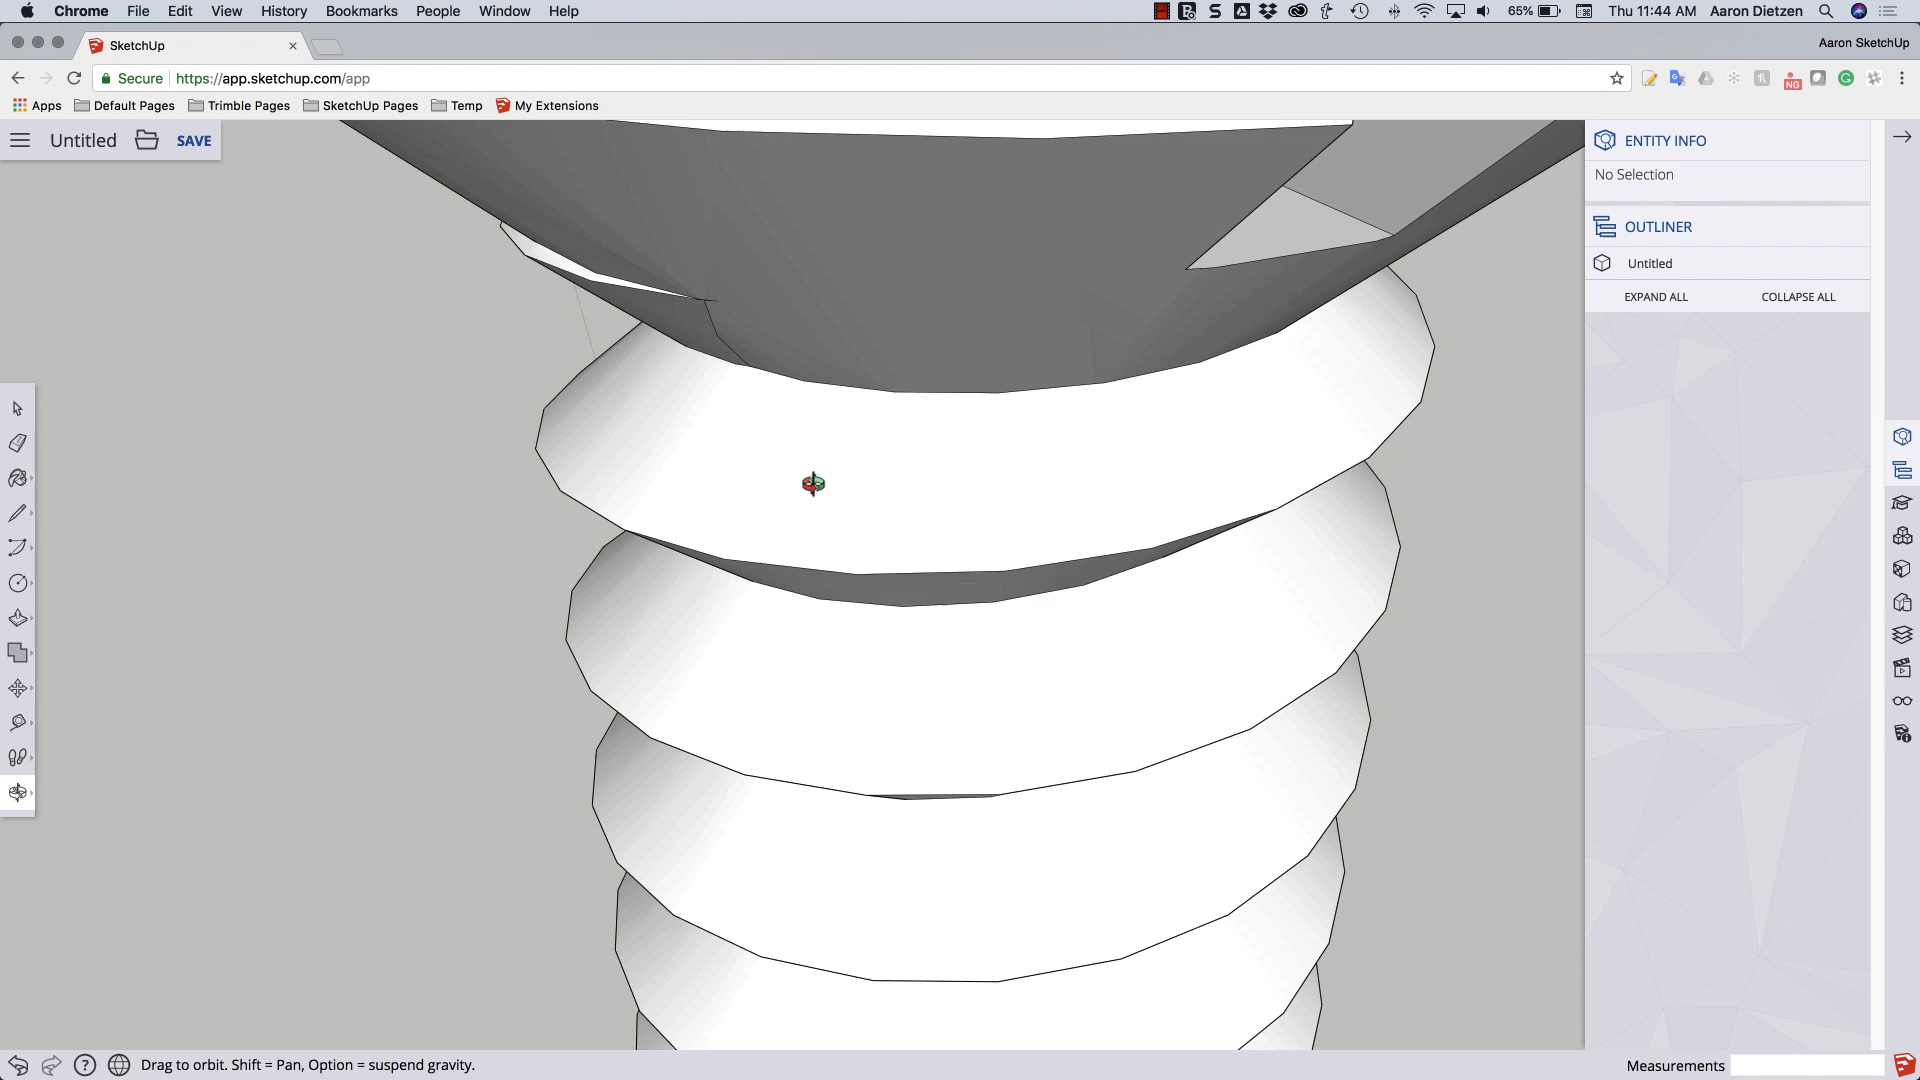 Chrome File Edit View History Bookmarks People Window Help 65% Thu 11:44 AM Aaron Dietzen
SketchUp Aaron SketchUp
Secure https://app.sketchup.com/app NG
Apps Default Pages Trimble Pages SketchUp Pages Temp My Extensions
Untitled SAVE
ENTITY INFO
No Selection
OUTLINER
Untitled
EXPAND ALL COLLAPSE ALL
Drag to orbit. Shift = Pan, Option = suspend gravity. Measurements